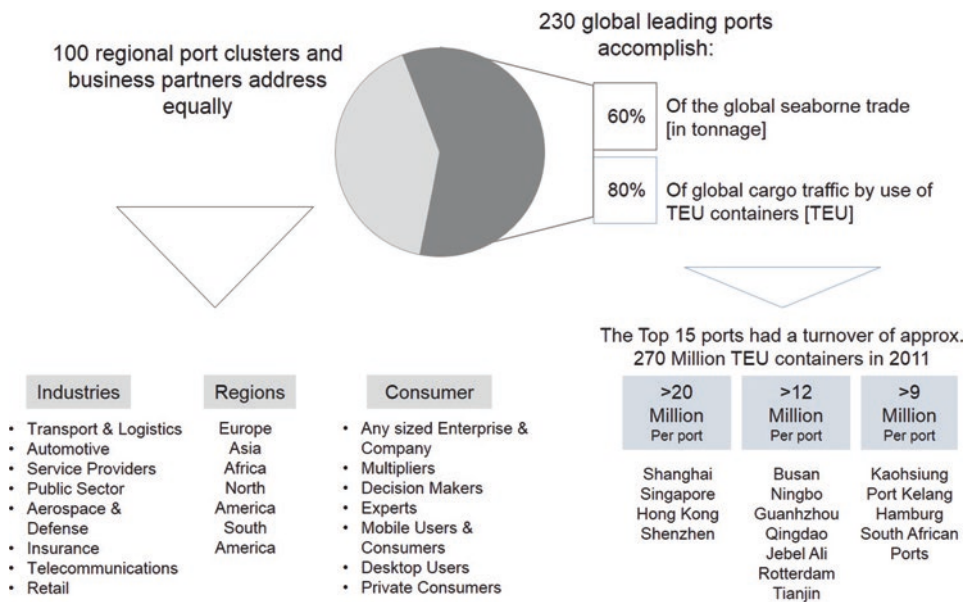 100 regional port clusters and
business partners address
equally
230 global leading ports
accomplish:
60%
Of the global seaborne trade
[in tonnage]
80%
Of global cargo traffic by use of
TEU containers [TEU]
The Top 15 ports had a turnover of approx.
270 Million TEU containers in 2011
Industries
• Transport & Logistics
• Automotive
• Service Providers
• Public Sector
• Aerospace &
Defense
• Insurance
• Telecommunications
• Retail
Regions
Europe
Asia
Africa
North
America
South
America
Consumer
• Any sized Enterprise &
Company
• Multipliers
• Decision Makers
• Experts
• Mobile Users &
Consumers
• Desktop Users
• Private Consumers
>20
Million
Per port
Shanghai
Singapore
Hong Kong
Shenzhen
>12
Million
Per port
Busan
Ningbo
Guanhzhou
Qingdao
Jebel Ali
Rotterdam
Tianjin
>9
Million
Per port
Kaohsiung
Port Kelang
Hamburg
South African
Ports